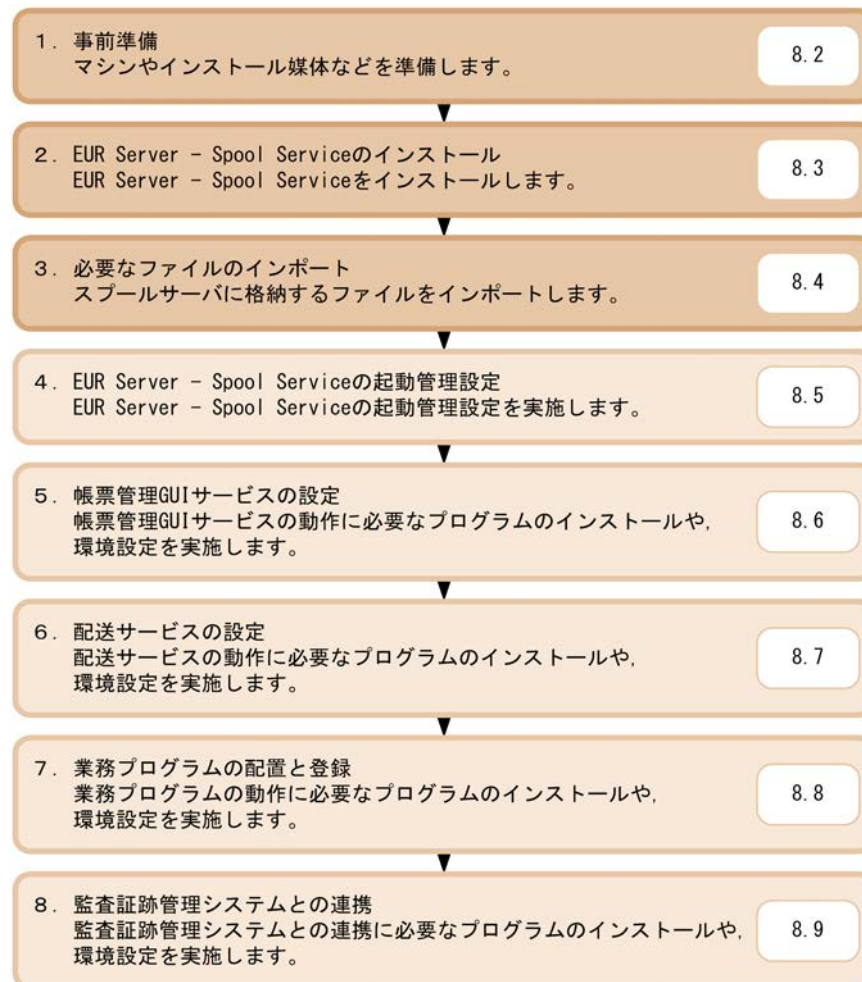 1. 事前準備
マシンやインストール媒体などを準備します。
8.2
2. EUR Server - Spool Serviceのインストール
EUR Server - Spool Serviceをインストールします。
8.3
3. 必要なファイルのインポート
スプールサーバに格納するファイルをインポートします。
8.4
4. EUR Server - Spool Serviceの起動管理設定
EUR Server - Spool Serviceの起動管理設定を実施します。
8.5
5. 帳票管理GUIサービスの設定
帳票管理GUIサービスの動作に必要なプログラムのインストールや,
環境設定を実施します。
8.6
6. 配送サービスの設定
配送サービスの動作に必要なプログラムのインストールや,
環境設定を実施します。
8.7
7. 業務プログラムの配置と登録
業務プログラムの動作に必要なプログラムのインストールや,
環境設定を実施します。
8.8
8. 監査証跡管理システムとの連携
監査証跡管理システムとの連携に必要なプログラムのインストールや,
環境設定を実施します。
8.9